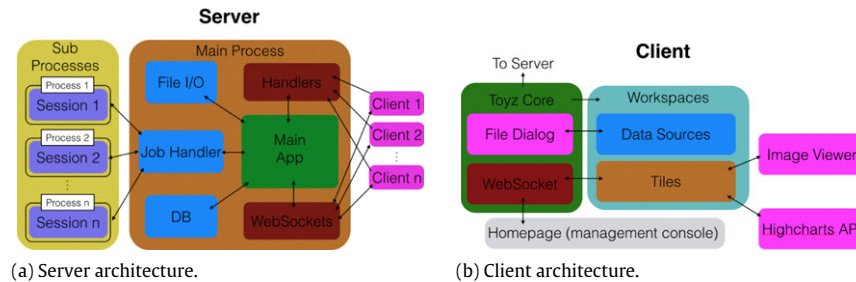 Server
Sub
Processes
Process 1
Session 1
Process 2
Session 2
⋮
Process n
Session n
Main Process
File I/O
Handlers
Job Handler
Main
App
DB
WebSockets
Client 1
Client 2
⋮
Client n
(a) Server architecture.
Client
To Server
Toyz Core
Workspaces
File Dialog
Data Sources
WebSocket
Tiles
Image Viewer
Highcharts API
Homepage (management console)
(b) Client architecture.